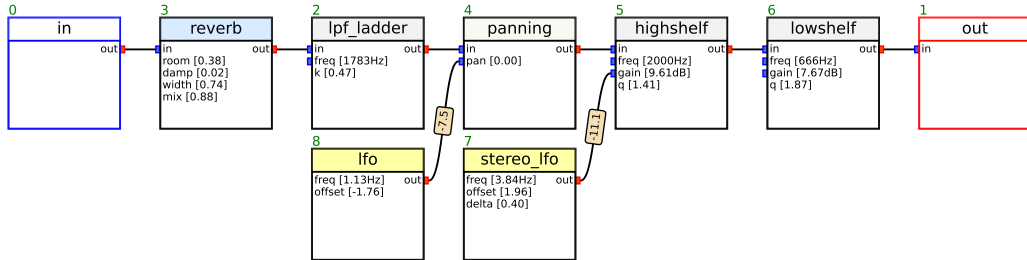 0
in
out
3
reverb
in out
room [0.38]
damp [0.02]
width [0.74]
mix [0.88]
2
lpf_ladder
in out
freq [1783Hz]
k [0.47]
4
panning
in out
pan [0.00]
5
highshelf
in out
freq [2000Hz]
gain [9.61dB]
q [1.41]
6
lowshelf
in out
freq [666Hz]
gain [7.67dB]
q [1.87]
1
out
in
8
lfo
freq [1.13Hz] out
offset [-1.76]
-7.5
7
stereo_lfo
freq [3.84Hz] out
offset [1.96]
delta [0.40]
-11.1